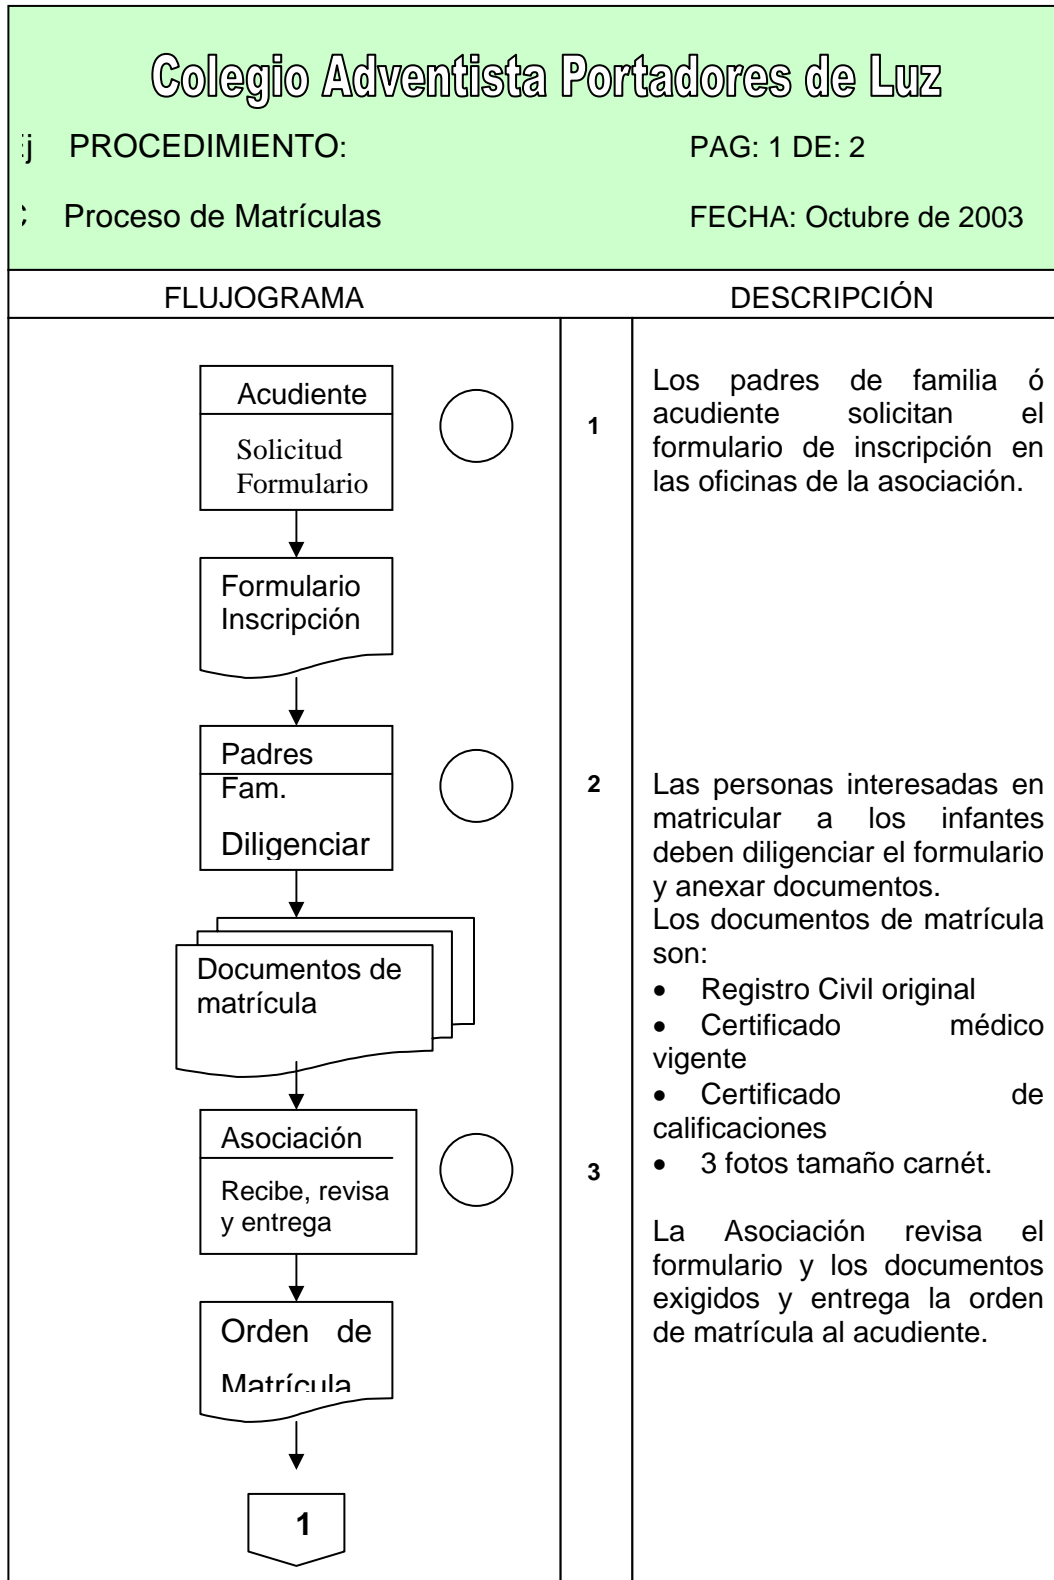 Colegio Adventista Portadores de Luz
PROCEDIMIENTO:
PAG: 1 DE: 2
Proceso de Matrículas
FECHA: Octubre de 2003
FLUJOGRAMA
DESCRIPCIÓN
Acudiente
Solicitud
Formulario
1
Los padres de familia ó
acudiente solicitan el
formulario de inscripción en
las oficinas de la asociación.
Formulario
Inscripción
Padres
Fam.
Diligenciar
2
Las personas interesadas en
matricular a los infantes
deben diligenciar el formulario
y anexar documentos.
Los documentos de matrícula
son:
• Registro Civil original
• Certificado médico
vigente
• Certificado de
calificaciones
• 3 fotos tamaño carnét.
Documentos de
matrícula
Asociación
Recibe, revisa
y entrega
3
La Asociación revisa el
formulario y los documentos
exigidos y entrega la orden
de matrícula al acudiente.
Orden de
Matrícula
1